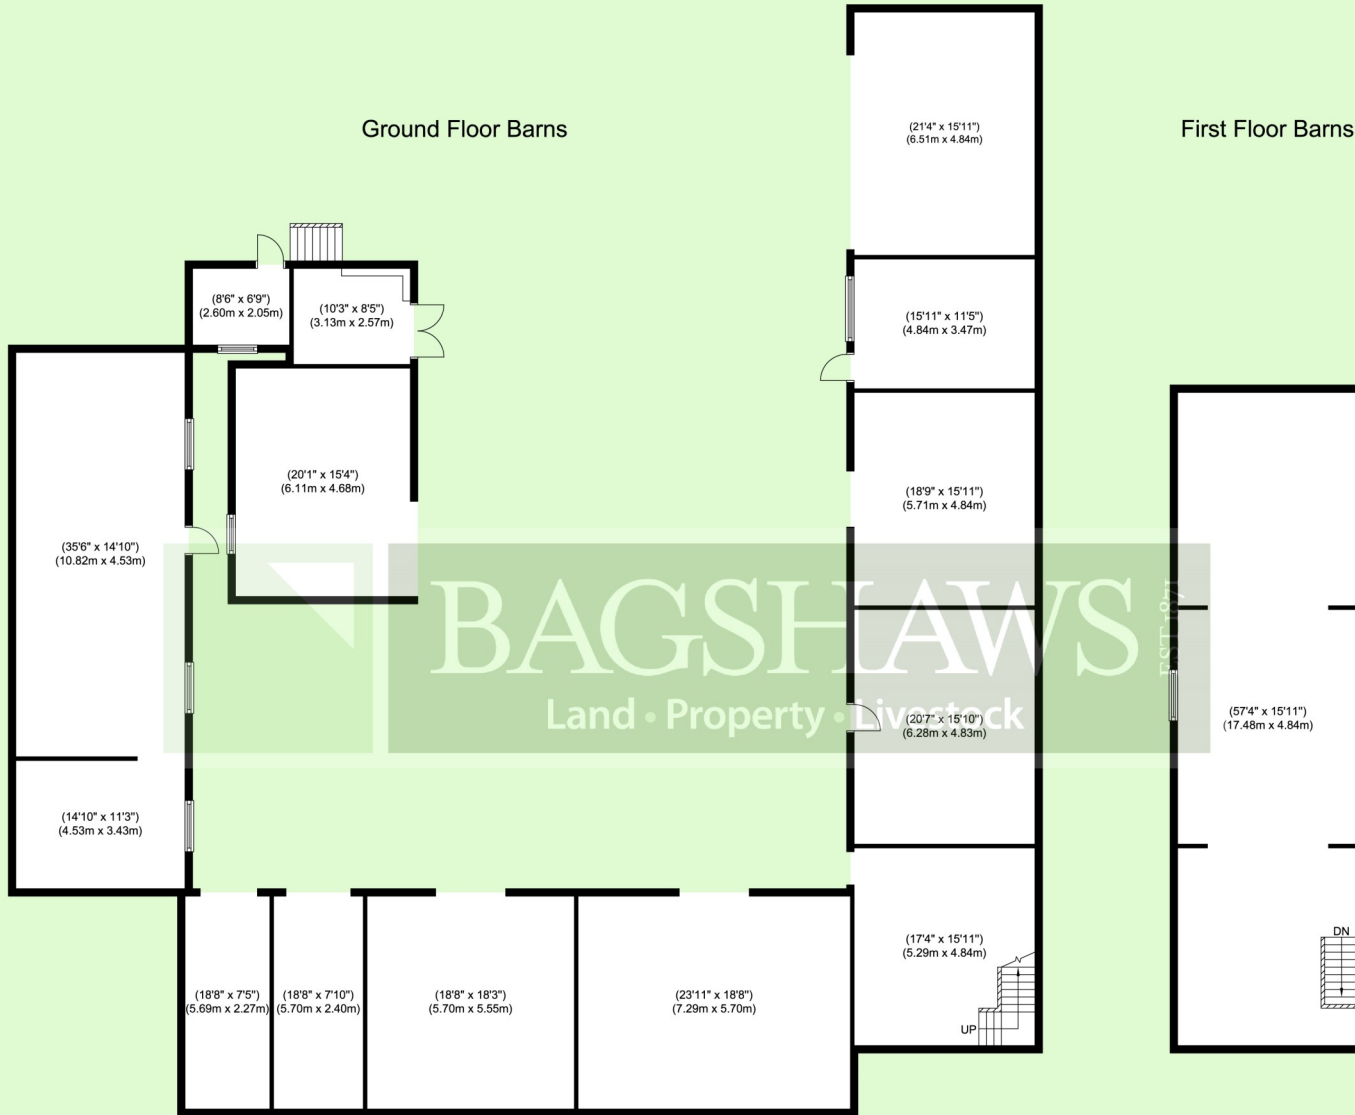 Ground Floor Barns
First Floor Barns
(21'4" x 15'11")
(6.51m x 4.84m)
(8'6" x 6'9")
(2.60m x 2.05m)
(10'3" x 8'5")
(3.13m x 2.57m)
(15'11" x 11'5")
(4.84m x 3.47m)
(20'1" x 15'4")
(6.11m x 4.68m)
(18'9" x 15'11")
(5.71m x 4.84m)
(35'6" x 14'10")
(10.82m x 4.53m)
BAGSHAWS
EST 1871
Land • Property • Livestock
(20'7" x 15'10")
(6.28m x 4.83m)
(57'4" x 15'11")
(17.48m x 4.84m)
(14'10" x 11'3")
(4.53m x 3.43m)
(17'4" x 15'11")
(5.29m x 4.84m)
UP
DN
(18'8" x 7'5")
(5.69m x 2.27m)
(18'8" x 7'10")
(5.70m x 2.40m)
(18'8" x 18'3")
(5.70m x 5.55m)
(23'11" x 18'8")
(7.29m x 5.70m)